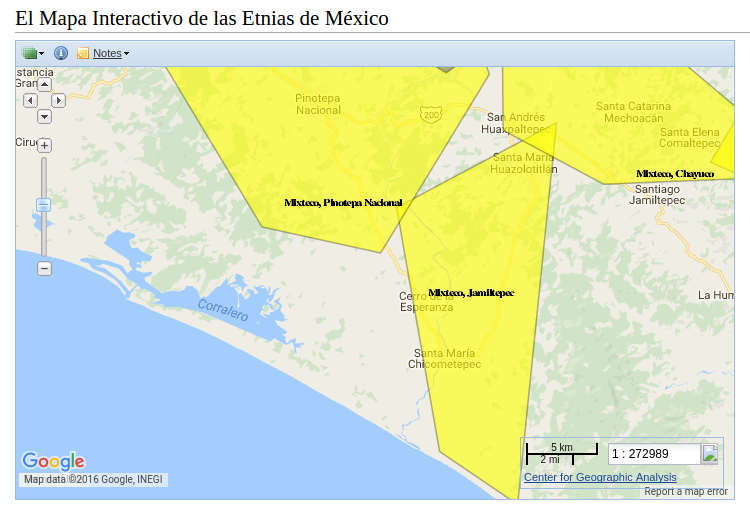 El Mapa Interactivo de las Etnias de México
Notes
stancia
Gran
Pinotepa
Nacional
200
San Andrés
Huaxpaltepec
Santa Catarina
Mechoacán
Santa Elena
Comaltepec
Cirue
Santa María
Huazolotitlán
Mixteco, Chayuco
Santiago
Jamiltepec
Mixteco, Pinotepa Nacional
Mixteco, Jamiltepec
La Hum
Cerro de la
Esperanza
Corralero
Santa María
Chicometepec
5 km
2 mi
1 : 272989
Google
Map data ©2016 Google, INEGI
Center for Geographic Analysis
Report a map error